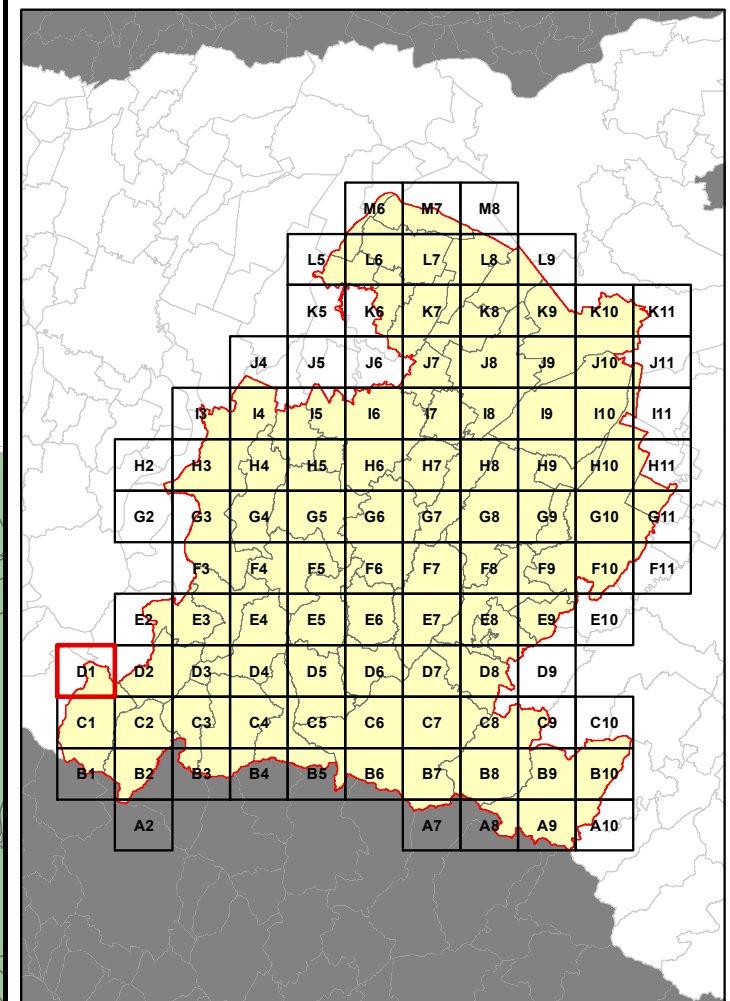 M6 M7 M8
L5 L6 L7 L8 L9
K5 K6 K7 K8 K9 K10 K11
J4 J5 J6 J7 J8 J9 J10 J11
I3 I4 I5 I6 I7 I8 I9 I10 I11
H2 H3 H4 H5 H6 H7 H8 H9 H10 H11
G2 G3 G4 G5 G6 G7 G8 G9 G10 G11
F3 F4 F5 F6 F7 F8 F9 F10 F11
E2 E3 E4 E5 E6 E7 E8 E9 E10
D1 D2 D3 D4 D5 D6 D7 D8 D9
C1 C2 C3 C4 C5 C6 C7 C8 C9 C10
B1 B2 B3 B4 B5 B6 B7 B8 B9 B10
A2 A7 A8 A9 A10